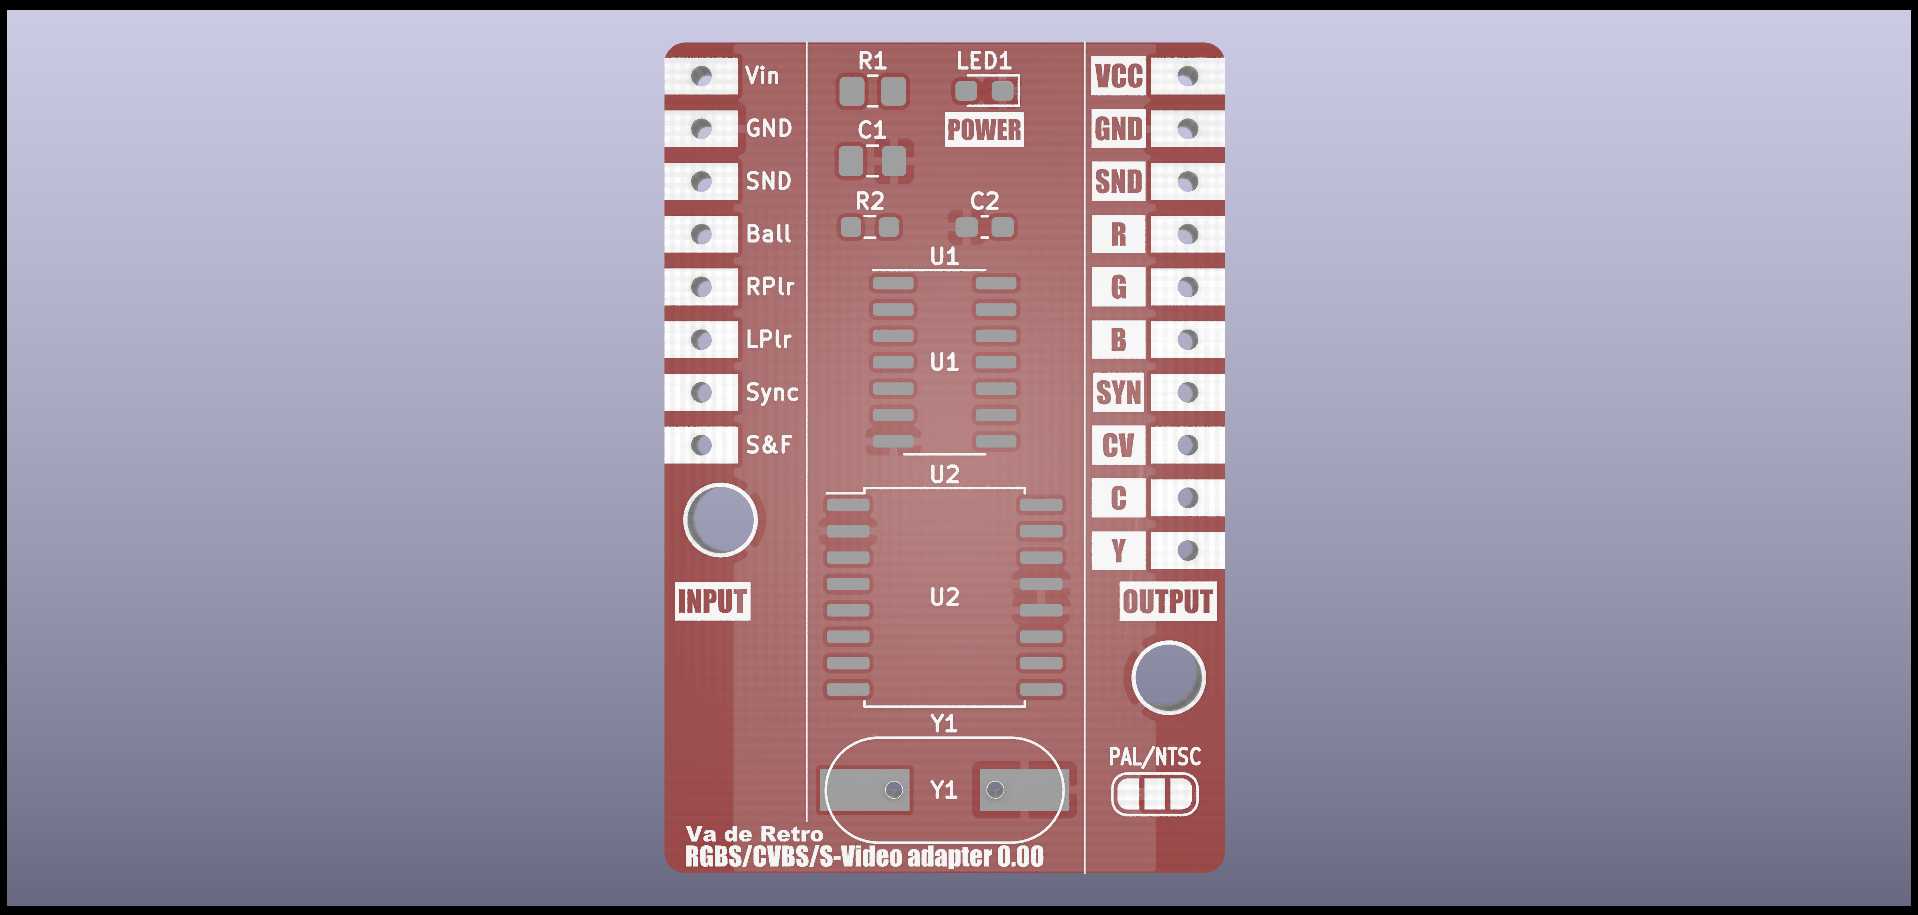 Vin
GND
SND
Ball
RPlr
LPlr
Sync
S&F
INPUT
R1
LED1
POWER
C1
R2
C2
U1
U1
U2
U2
Y1
Y1
VCC
GND
SND
R
G
B
SYN
CV
C
Y
OUTPUT
PAL/NTSC
Va de Retro
RGBS/CVBS/S-Video adapter 0.00